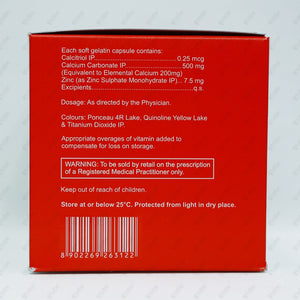 Each soft gelatin capsule contains:
Calcitriol IP..............................0.25 mcg
Calcium Carbonate IP...................500 mg
(Equivalent to Elemental Calcium 200mg)
Zinc (as Zinc Sulphate Monohydrate IP)...7.5 mg
Excipients..............................q.s.
Dosage: As directed by the Physician.
Colours: Ponceau 4R Lake, Quinoline Yellow Lake
& Titanium Dioxide IP.
Appropriate overages of vitamin added to
compensate for loss on storage.
WARNING: To be sold by retail on the prescription
of a Registered Medical Practitioner only.
Keep out of reach of children.
Store at or below 25°C. Protected from light in dry place.
8 902269 263122